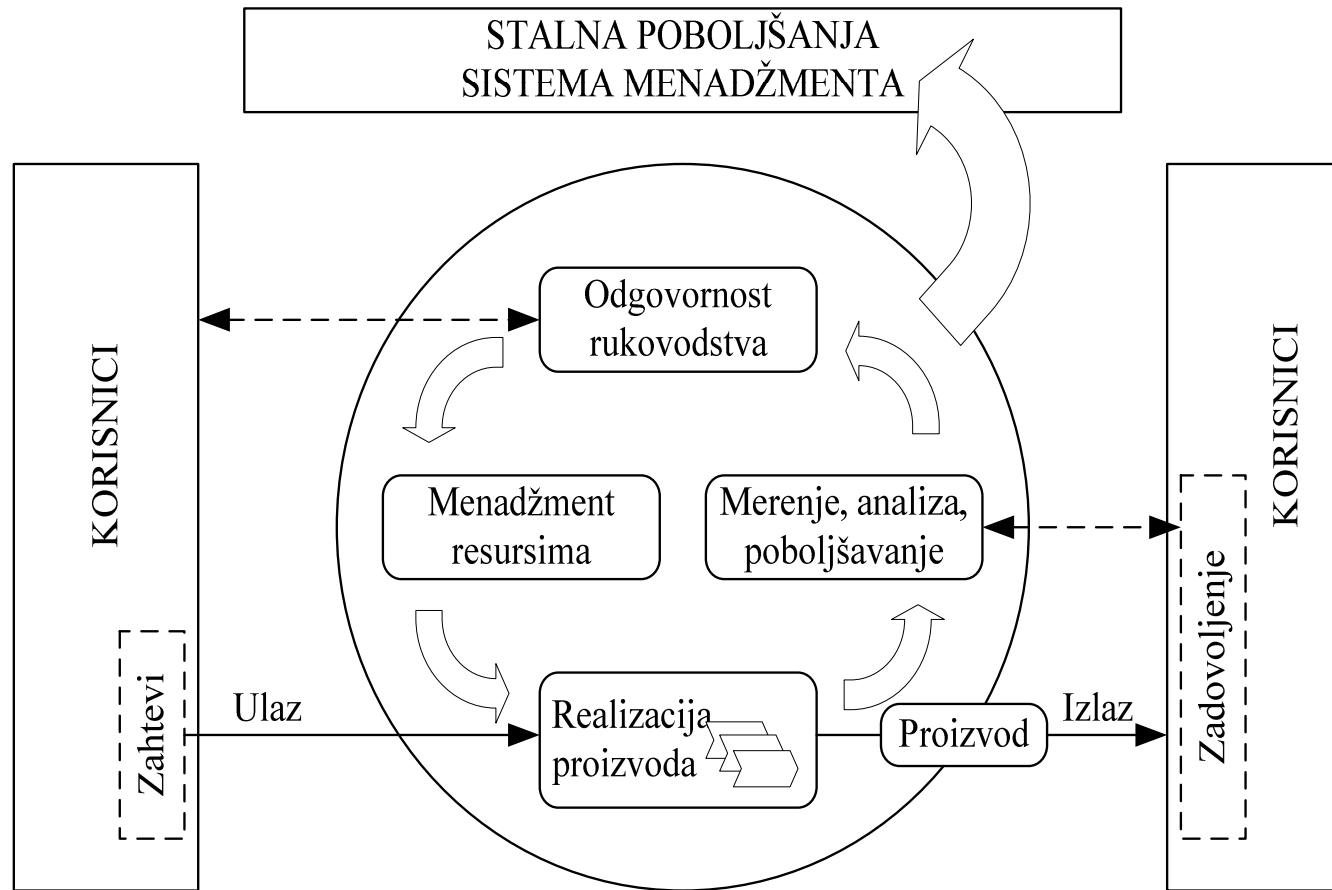 STALNA POBOLJŠANJA
SISTEMA MENADŽMENTA
KORISNICI
Zahtevi
Ulaz
Odgovornost
rukovodstva
Menadžment
resursima
Merenje, analiza,
poboljšavanje
Realizacija
proizvoda
Proizvod
Izlaz
Zadovoljenje
KORISNICI